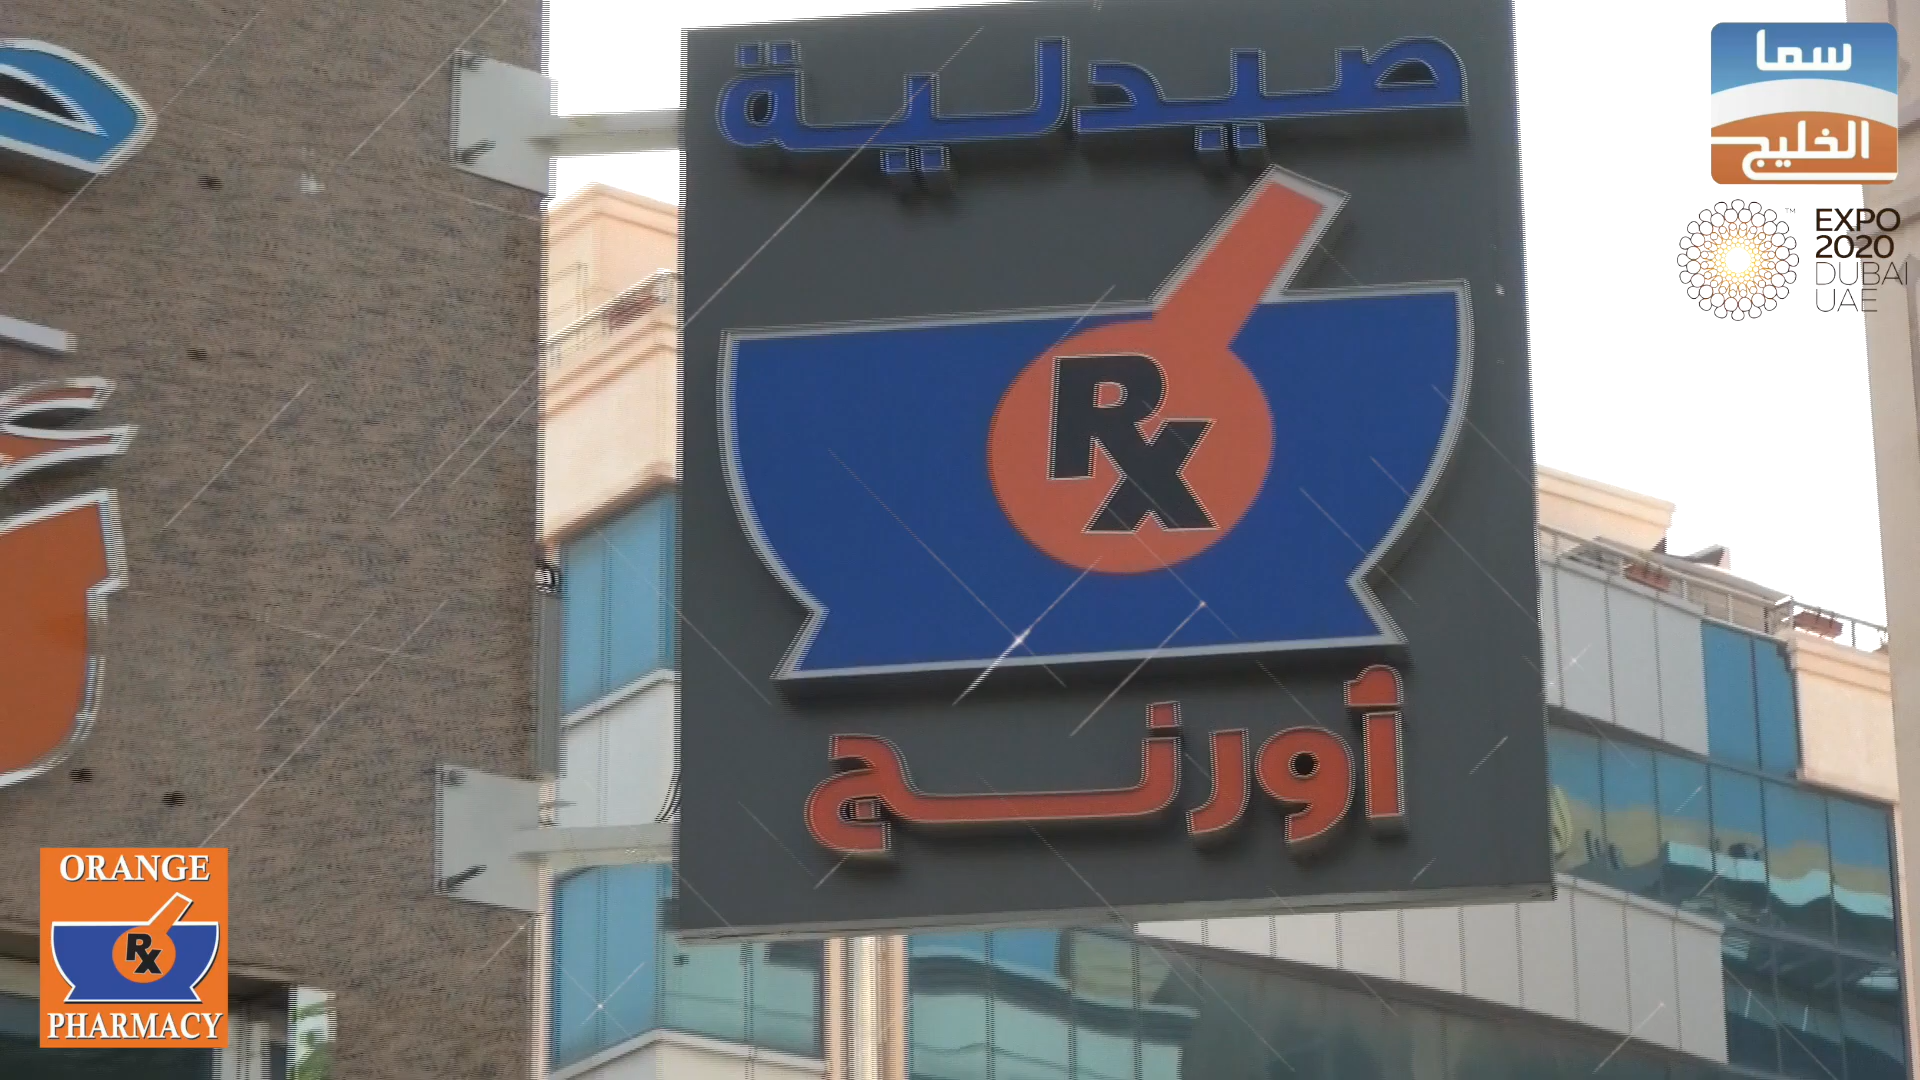 صيدلية
Rx
أورنج
سما
الخليج
EXPO
2020
DUBAI
UAE
ORANGE
Rx
PHARMACY